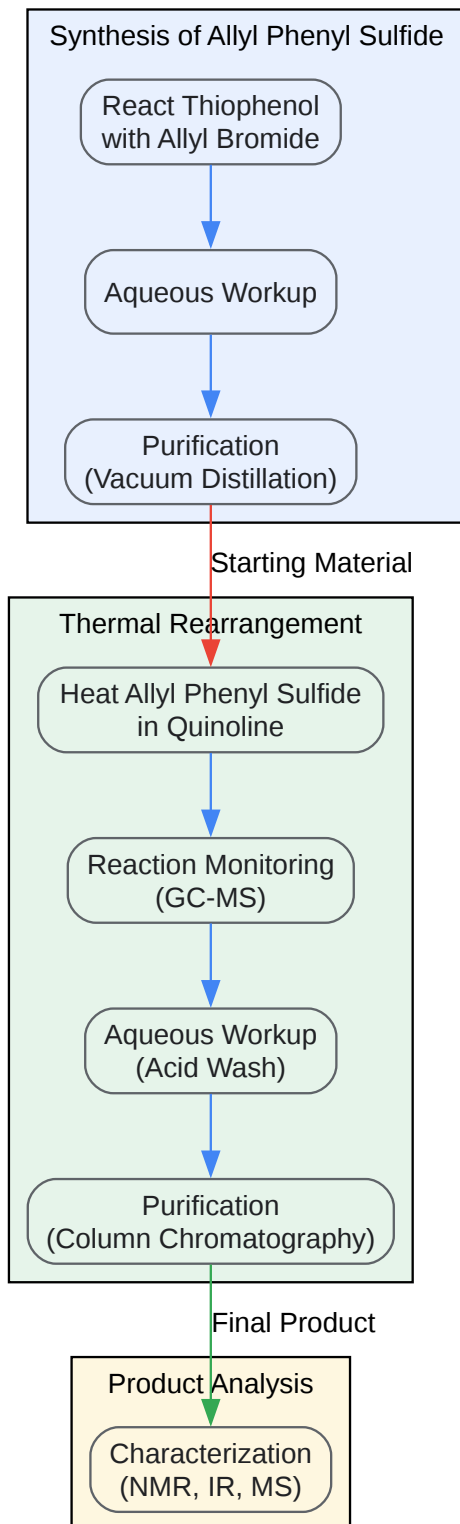 Synthesis of Allyl Phenyl Sulfide
React Thiophenol
with Allyl Bromide
Aqueous Workup
Purification
(Vacuum Distillation)
Starting Material
Thermal Rearrangement
Heat Allyl Phenyl Sulfide
in Quinoline
Reaction Monitoring
(GC-MS)
Aqueous Workup
(Acid Wash)
Purification
(Column Chromatography)
Final Product
Product Analysis
Characterization
(NMR, IR, MS)